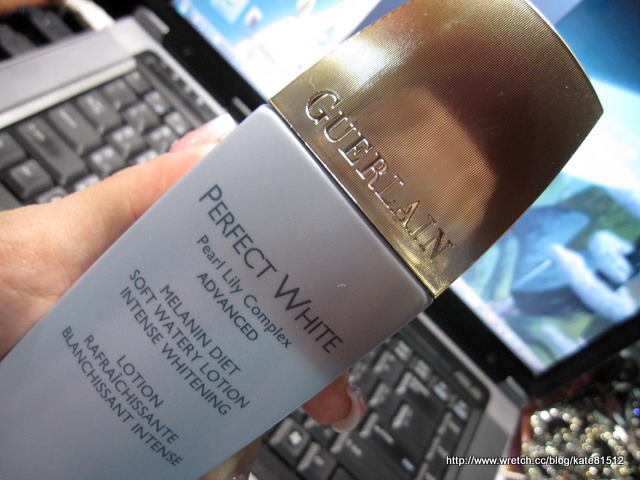 GUERLAIN
PERFECT WHITE
Pearl Lily Complex
ADVANCED
MELANIN DIET
SOFT WATERY LOTION
INTENSE WHITENING
LOTION
RAFRAÎCHISSANTE
BLANCHISSANT INTENSE
http://www.wretch.cc/blog/kate81512